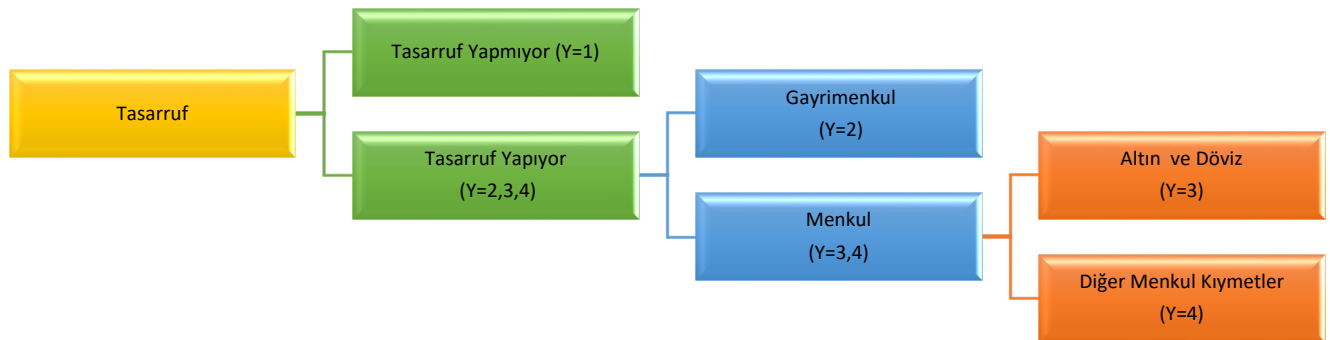 Tasarruf
Tasarruf Yapmıyor (Y=1)
Tasarruf Yapıyor
(Y=2,3,4)
Gayrimenkul
(Y=2)
Menkul
(Y=3,4)
Altın ve Döviz
(Y=3)
Diğer Menkul Kıymetler
(Y=4)